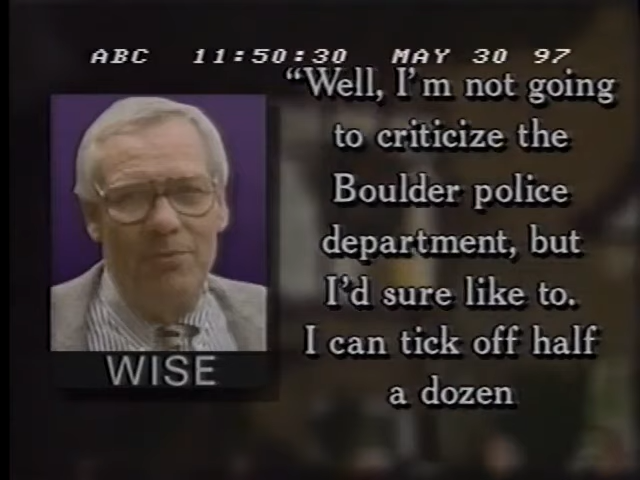 ABC 11:50:30 MAY 30 97
“Well, I'm not going
to criticize the
Boulder police
department, but
I'd sure like to.
I can tick off half
a dozen
WISE